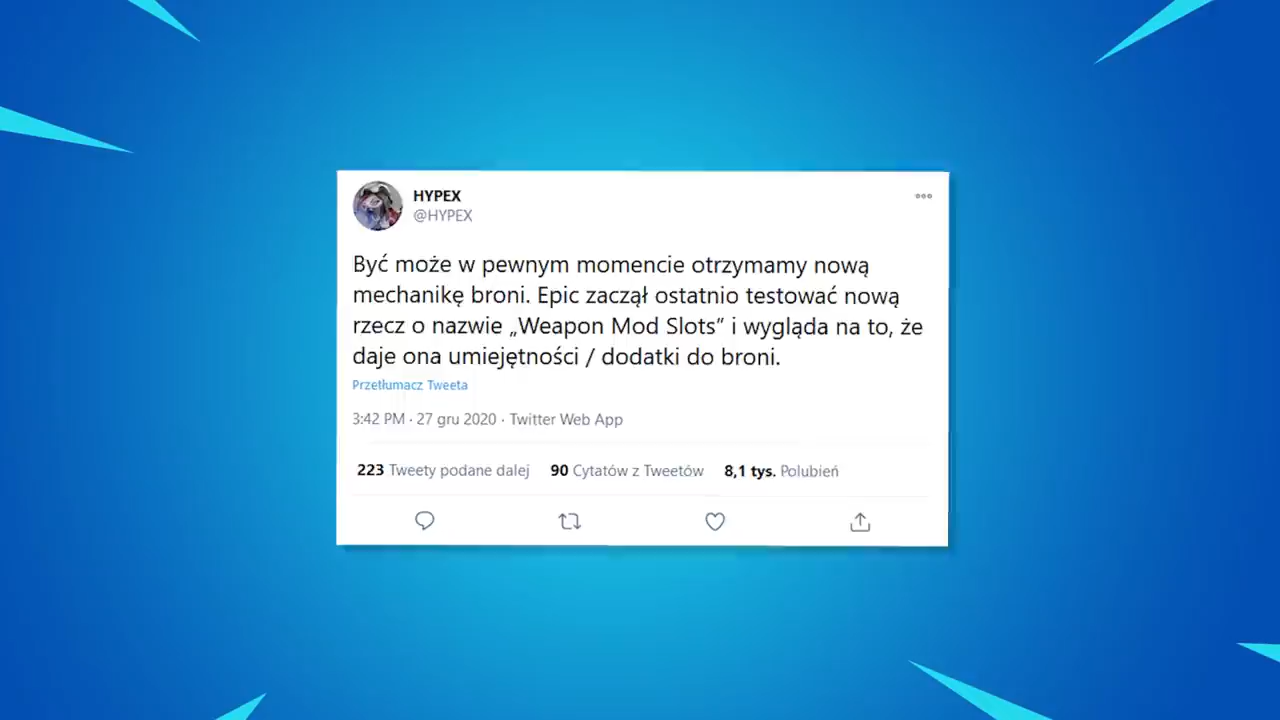 HYPEX
@HYPEX
Być może w pewnym momencie otrzymamy nową
mechanikę broni. Epic zaczął ostatnio testować nową
rzecz o nazwie „Weapon Mod Slots” i wygląda na to, że
daje ona umiejętności / dodatki do broni.
Przetłumacz Tweeta
3:42 PM · 27 gru 2020 · Twitter Web App
223 Tweety podane dalej 90 Cytatów z Tweetów 8,1 tys. Polubień